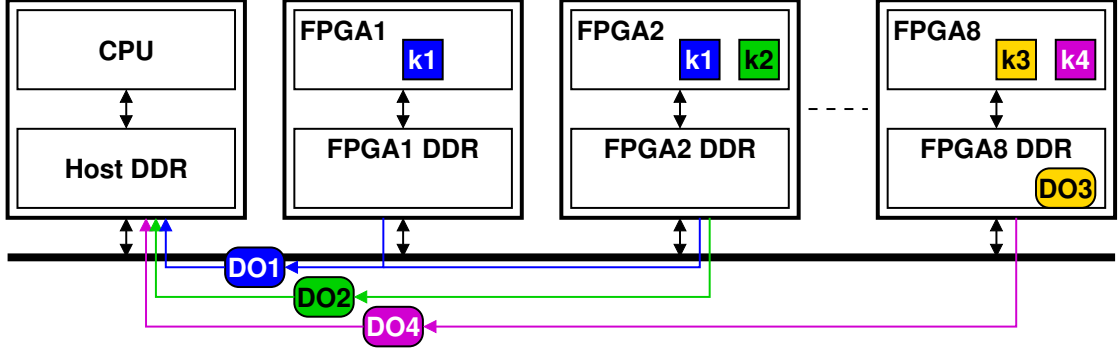 CPU
Host DDR
FPGA1
k1
FPGA1 DDR
FPGA2
k1 k2
FPGA2 DDR
FPGA8
k3 k4
FPGA8 DDR
DO3
DO1
DO2
DO4